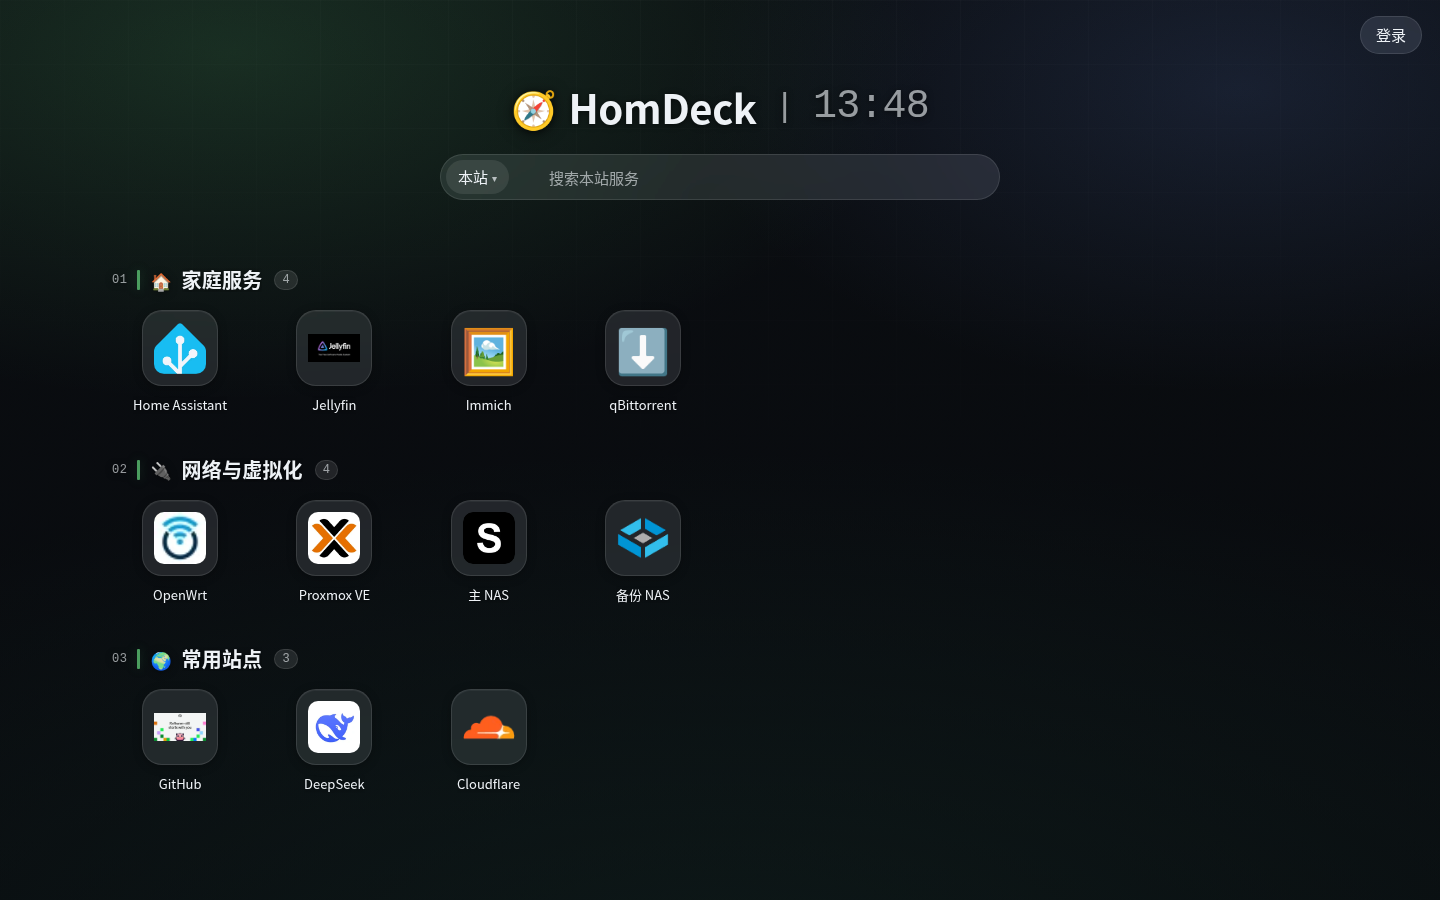 登录
HomDeck | 13:48
本站 ▾ 搜索本站服务
01 家庭服务 4
Jellyfin
Home Assistant Jellyfin Immich qBittorrent
02 网络与虚拟化 4
S
OpenWrt Proxmox VE 主 NAS 备份 NAS
03 常用站点 3
GitHub DeepSeek Cloudflare